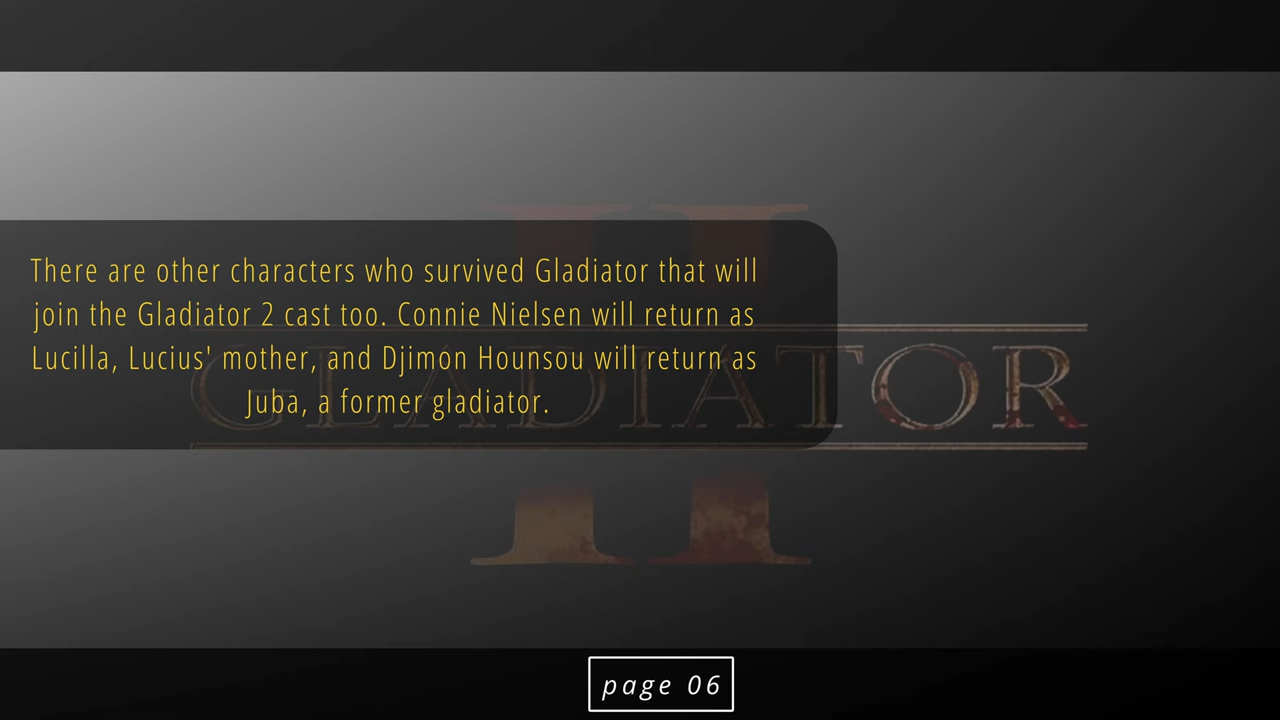 There are other characters who survived Gladiator that will
join the Gladiator 2 cast too. Connie Nielsen will return as
Lucilla, Lucius' mother, and Djimon Hounsou will return as
Juba, a former gladiator.
II
GLADIATOR
page 06